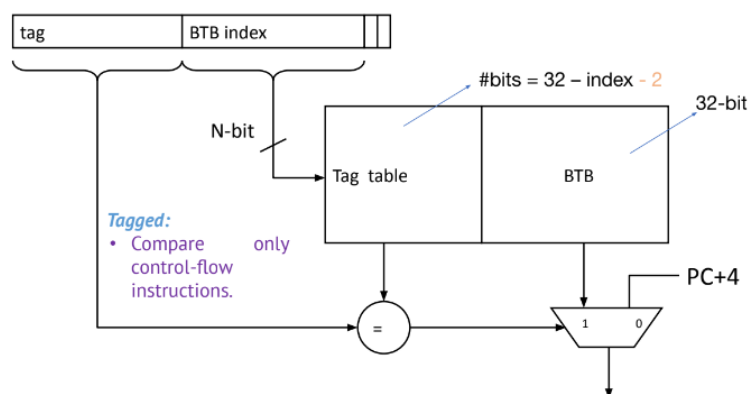 tag
BTB index
#bits = 32 – index - 2
32-bit
N-bit
Tag table
BTB
Tagged:
• Compare only
control-flow
instructions.
PC+4
=
1
0